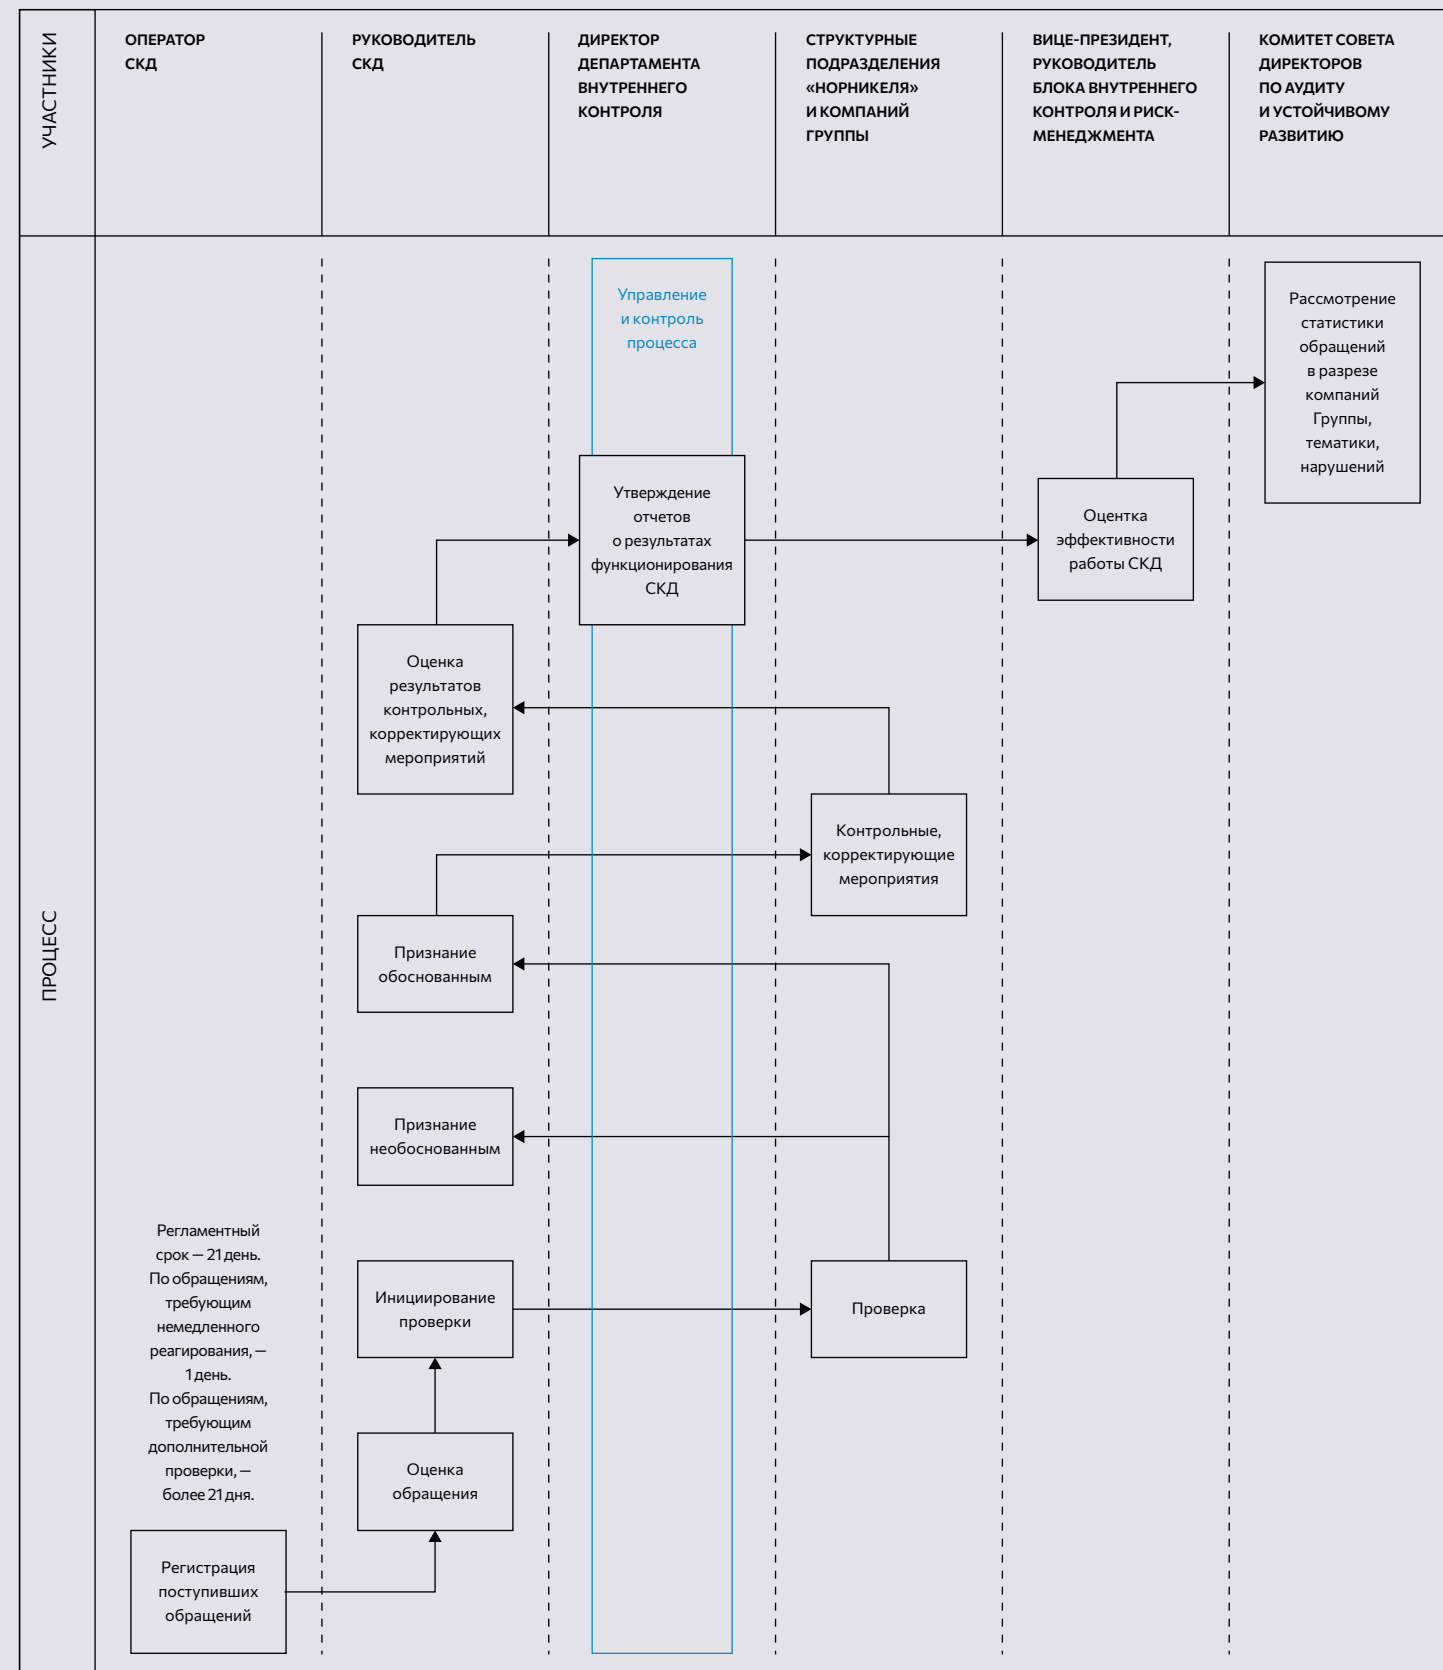 УЧАСТНИКИ
ОПЕРАТОР
СКД
РУКОВОДИТЕЛЬ
СКД
ДИРЕКТОР
ДЕПАРТАМЕНТА
ВНУТРЕННЕГО
КОНТРОЛЯ
СТРУКТУРНЫЕ
ПОДРАЗДЕЛЕНИЯ
«НОРНИКЕЛЯ»
И КОМПАНИЙ
ГРУППЫ
ВИЦЕ-ПРЕЗИДЕНТ,
РУКОВОДИТЕЛЬ
БЛОКА ВНУТРЕННЕГО
КОНТРОЛЯ И РИСК-
МЕНЕДЖМЕНТА
КОМИТЕТ СОВЕТА
ДИРЕКТОРОВ
ПО АУДИТУ
И УСТОЙЧИВОМУ
РАЗВИТИЮ
ПРОЦЕСС
Управление
и контроль
процесса
Рассмотрение
статистики
обращений
в разрезе
компаний
Группы,
тематики,
нарушений
Утверждение
отчетов
о результатах
функционирования
СКД
Оцентка
эффективности
работы СКД
Оценка
результатов
контрольных,
корректирующих
мероприятий
Контрольные,
корректирующие
мероприятия
Признание
обоснованным
Признание
необоснованным
Регламентный
срок — 21 день.
По обращениям,
требующим
немедленного
реагирования, —
1 день.
По обращениям,
требующим
дополнительной
проверки, —
более 21 дня.
Инициирование
проверки
Проверка
Оценка
обращения
Регистрация
поступивших
обращений